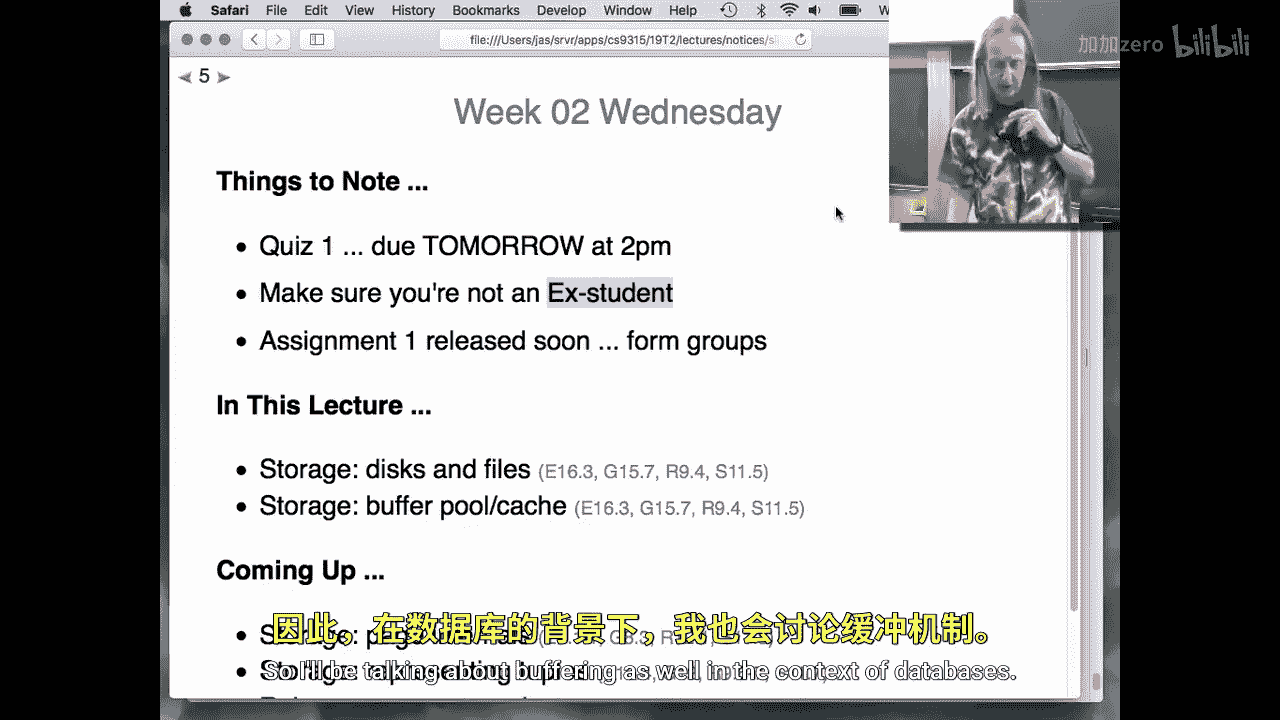 Safari File Edit View History Bookmarks Develop Window Help
file:///Users/jas/srvr/apps/cs9315/19T2/lectures/notices/s
加加zero bilibili
5
Week 02 Wednesday
Things to Note ...
Quiz 1 ... due TOMORROW at 2pm
Make sure you're not an Ex-student
Assignment 1 released soon ... form groups
In This Lecture ...
Storage: disks and files (E16.3, G15.7, R9.4, S11.5)
Storage: buffer pool/cache (E16.3, G15.7, R9.4, S11.5)
Coming Up ...
因此，在数据库的背景下，我也会讨论缓冲机制。
So I'll be talking about buffering as well in the context of databases.